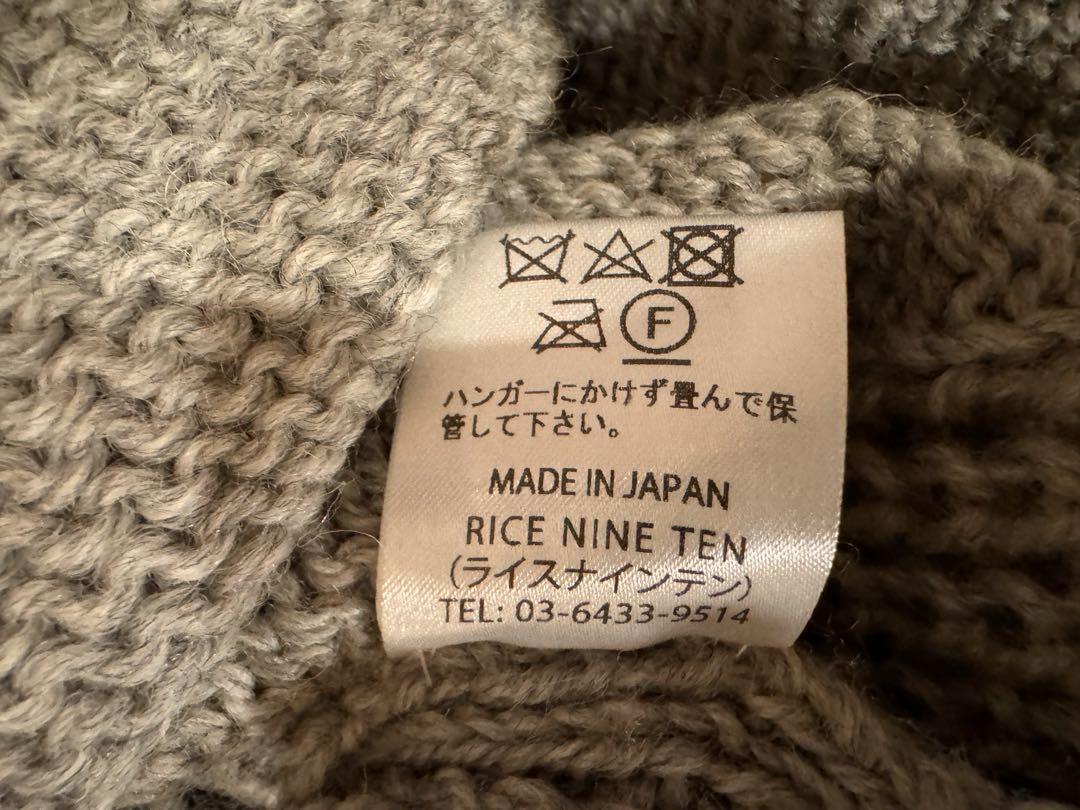 F
ハンガーにかけず畳んで保
管して下さい。
MADE IN JAPAN
RICE NINE TEN
(ライスナインテン)
TEL: 03-6433-9514